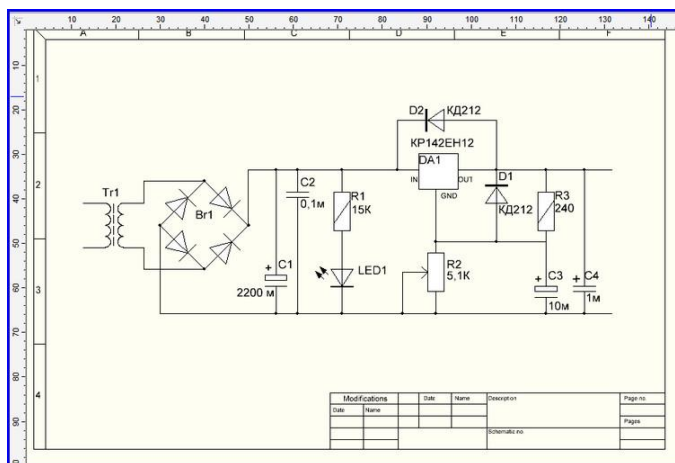 10 20 30 40 50 60 70 80 90 100 110 120 130 140
A B C D E F
10
20
30
40
50
60
70
80
90
1
2
3
4
D2 КД212
КР142ЕН12
DA1
IN OUT
GND
D1
КД212
R3
240
Tr1
Br1
C2
0,1м
R1
15К
C1
2200 м
LED1
R2
5,1К
C3
10м
C4
1м
Modifications Date Name Description Page no.
Date Name
Pages
Schematic no.